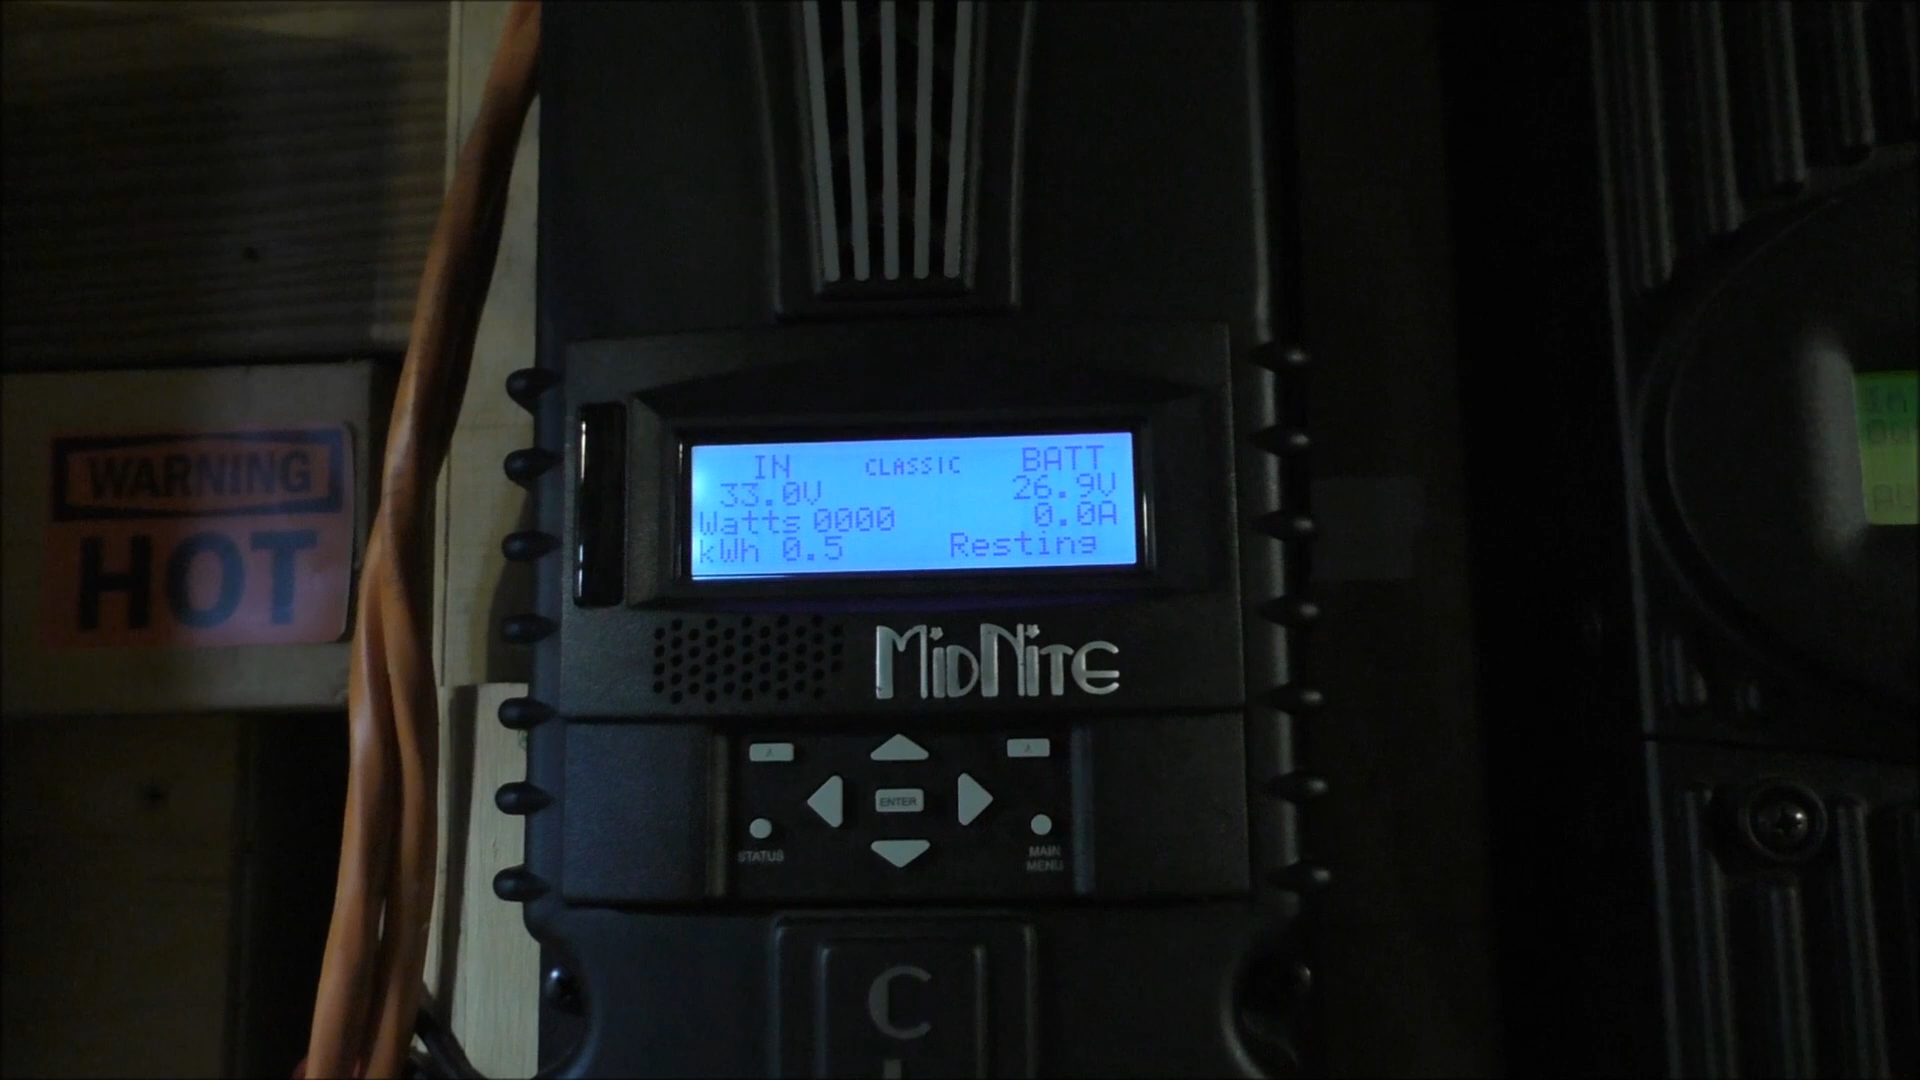 WARNING
HOT
IN CLASSIC BATT
33.0V 26.9V
Watts 0000 0.0A
kWh 0.5 Resting
MIDNITE
ENTER
STATUS
MAIN
MENU
C
In